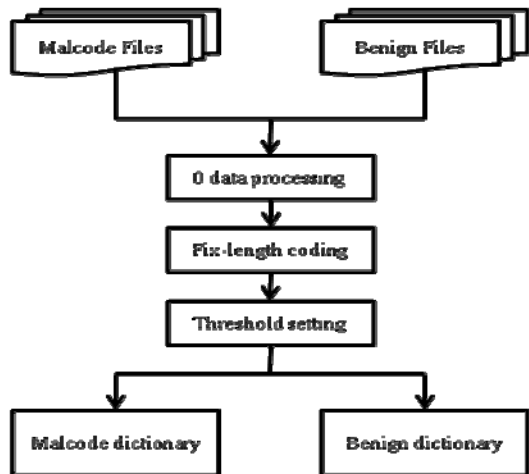 Malcode Files
Benign Files
0 data processing
Fix-length coding
Threshold setting
Malcode dictionary
Benign dictionary